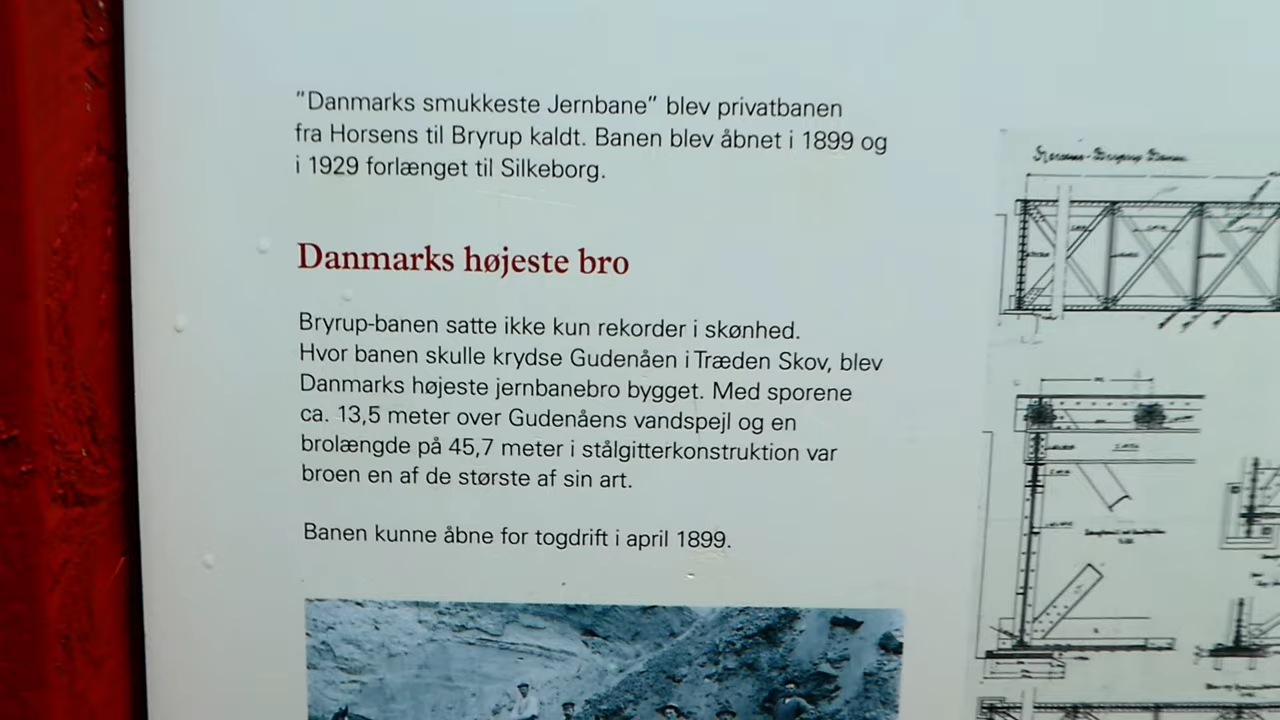 "Danmarks smukkeste Jernbane" blev privatbanen
fra Horsens til Bryrup kaldt. Banen blev åbnet i 1899 og
i 1929 forlænget til Silkeborg.
Danmarks højeste bro
Bryrup-banen satte ikke kun rekorder i skønhed.
Hvor banen skulle krydse Gudenåen i Træden Skov, blev
Danmarks højeste jernbanebro bygget. Med sporene
ca. 13,5 meter over Gudenåens vandspejl og en
brolængde på 45,7 meter i stålgitterkonstruktion var
broen en af de største af sin art.
Banen kunne åbne for togdrift i april 1899.
Horsens-Bryrup Banen